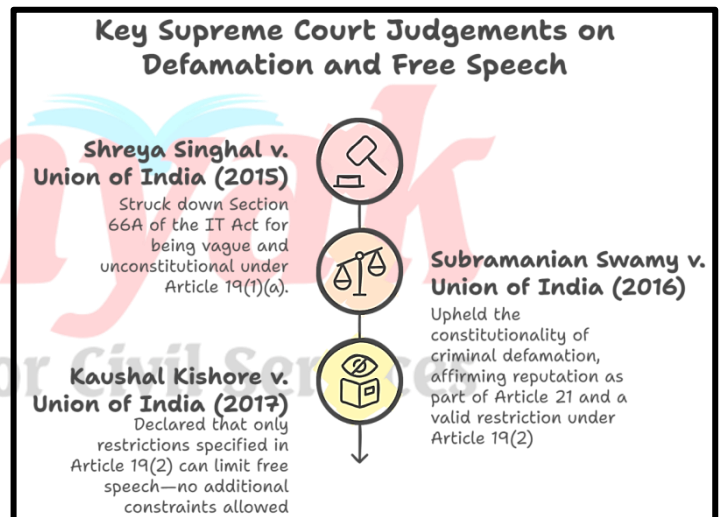 Key Supreme Court Judgements on
Defamation and Free Speech
Shreya Singhal v.
Union of India (2015)
Struck down Section
66A of the IT Act for
being vague and
unconstitutional under
Article 19(1)(a).
Subramanian Swamy v.
Union of India (2016)
Upheld the
constitutionality of
criminal defamation,
affirming reputation as
part of Article 21 and a
valid restriction under
Article 19(2)
Kaushal Kishore v.
Union of India (2017)
Declared that only
restrictions specified in
Article 19(2) can limit free
speech—no additional
constraints allowed